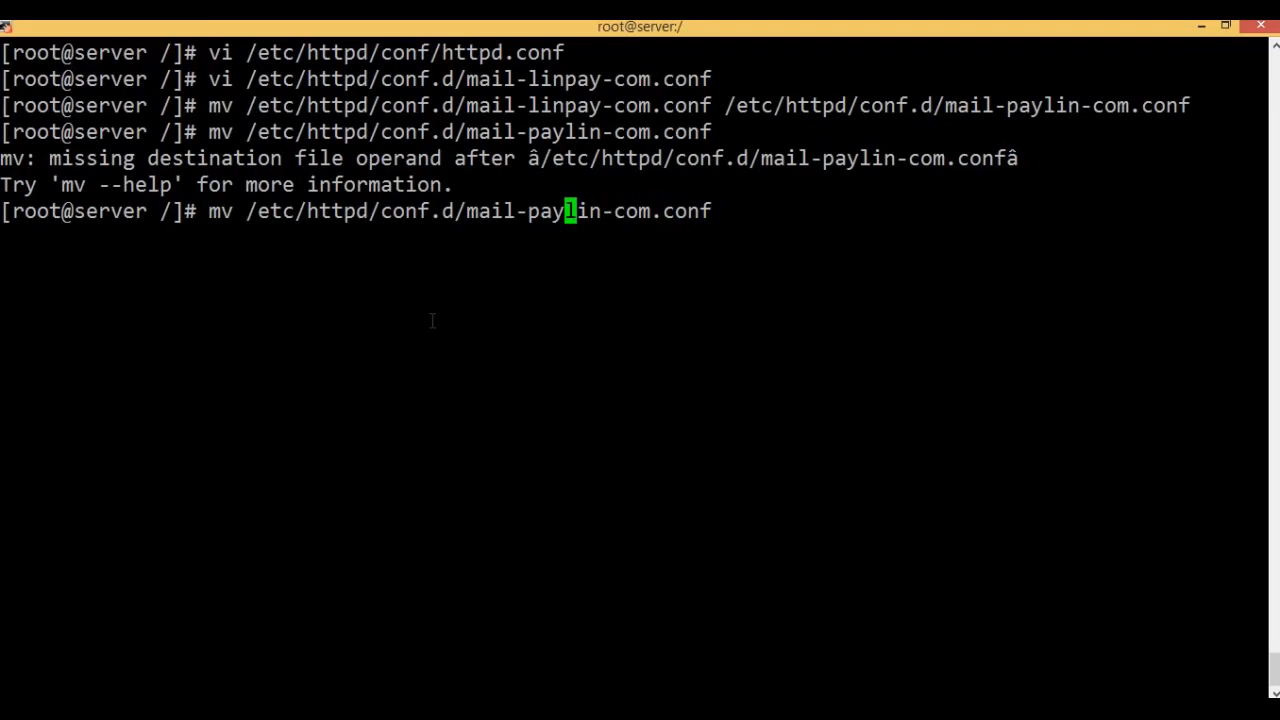 root@server:/
[root@server /]# vi /etc/httpd/conf/httpd.conf
[root@server /]# vi /etc/httpd/conf.d/mail-linpay-com.conf
[root@server /]# mv /etc/httpd/conf.d/mail-linpay-com.conf /etc/httpd/conf.d/mail-paylin-com.conf
[root@server /]# mv /etc/httpd/conf.d/mail-paylin-com.conf
mv: missing destination file operand after â/etc/httpd/conf.d/mail-paylin-com.confâ
Try 'mv --help' for more information.
[root@server /]# mv /etc/httpd/conf.d/mail-paylin-com.conf